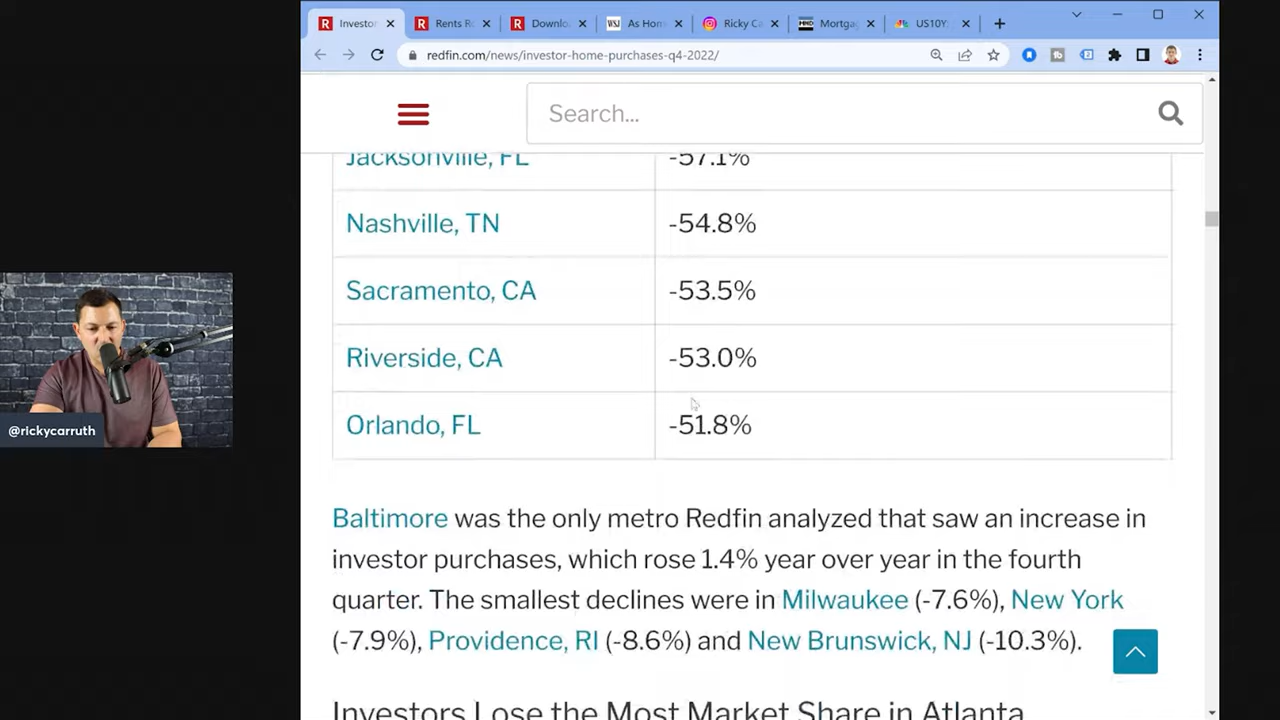 Investor
Rents Ro
Downlo
WSJ
As Hom
Ricky Ca
MND
Mortgag
US10Y
redfin.com/news/investor-home-purchases-q4-2022/
Search...
Jacksonville, FL -57.1%
Nashville, TN -54.8%
Sacramento, CA -53.5%
Riverside, CA -53.0%
Orlando, FL -51.8%
@rickycarruth
Baltimore was the only metro Redfin analyzed that saw an increase in
investor purchases, which rose 1.4% year over year in the fourth
quarter. The smallest declines were in Milwaukee (-7.6%), New York
(-7.9%), Providence, RI (-8.6%) and New Brunswick, NJ (-10.3%).
Investors Lose the Most Market Share in Atlanta